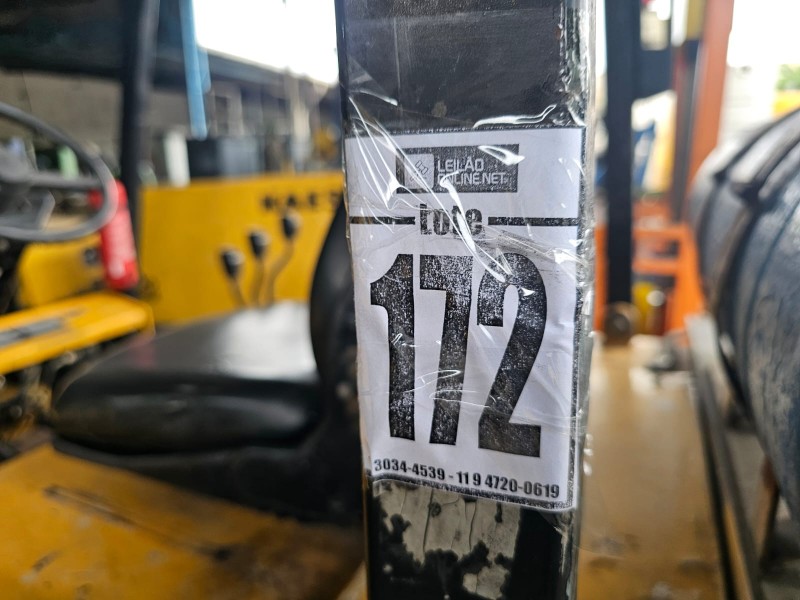 LEILÃO
ONLINE.NET
Lote
172
3034-4539 - 11 9 4720-0619